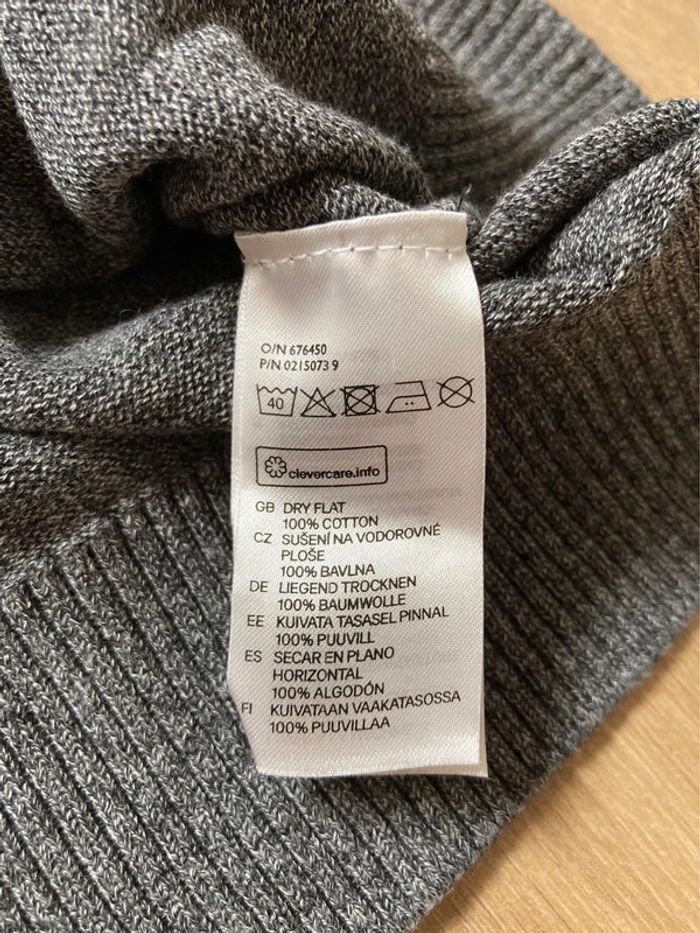 O/N 676450
P/N 0215073 9
40
clevercare.info
GB DRY FLAT
100% COTTON
CZ SUŠENÍ NA VODOROVNÉ
PLOŠE
100% BAVLNA
DE LIEGEND TROCKNEN
100% BAUMWOLLE
EE KUIVATA TASASEL PINNAL
100% PUUVILL
ES SECAR EN PLANO
HORIZONTAL
100% ALGODÓN
FI KUIVATAAN VAAKATASOSSA
100% PUUVILLAA